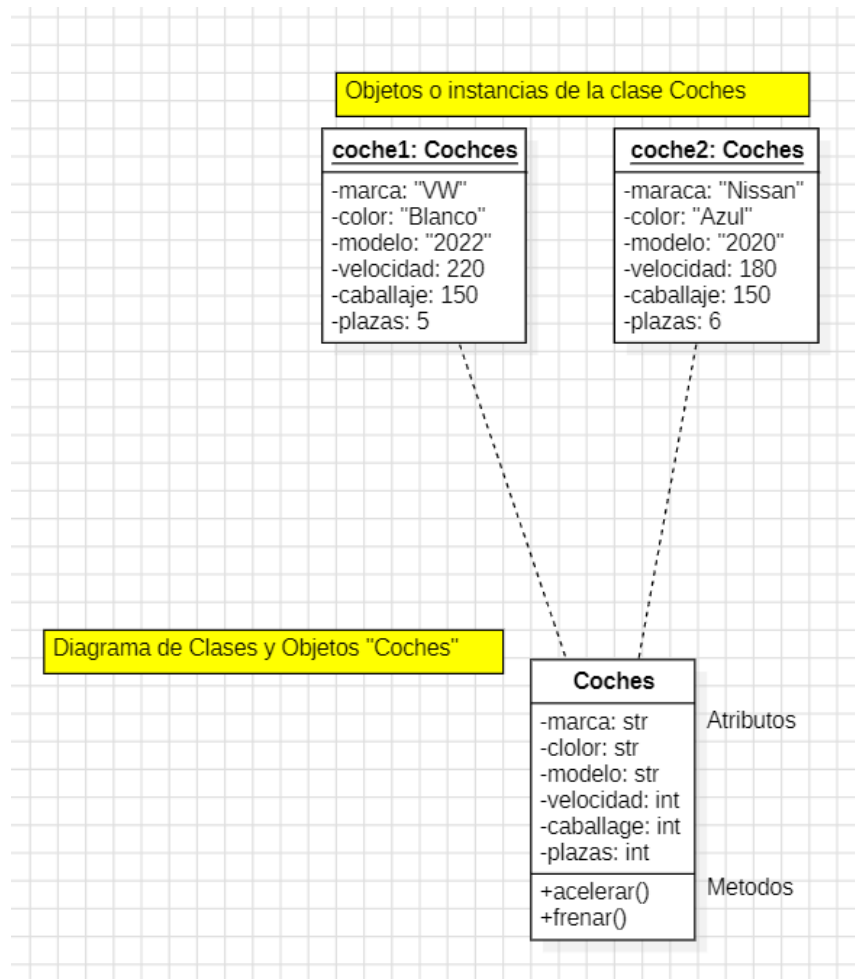 Objetos o instancias de la clase Coches
coche1: Cochces
-marca: "VW"
-color: "Blanco"
-modelo: "2022"
-velocidad: 220
-caballaje: 150
-plazas: 5
coche2: Coches
-maraca: "Nissan"
-color: "Azul"
-modelo: "2020"
-velocidad: 180
-caballaje: 150
-plazas: 6
Diagrama de Clases y Objetos "Coches"
Coches
-marca: str
-clolor: str
-modelo: str
-velocidad: int
-caballage: int
-plazas: int
+acelerar()
+frenar()
Atributos
Metodos